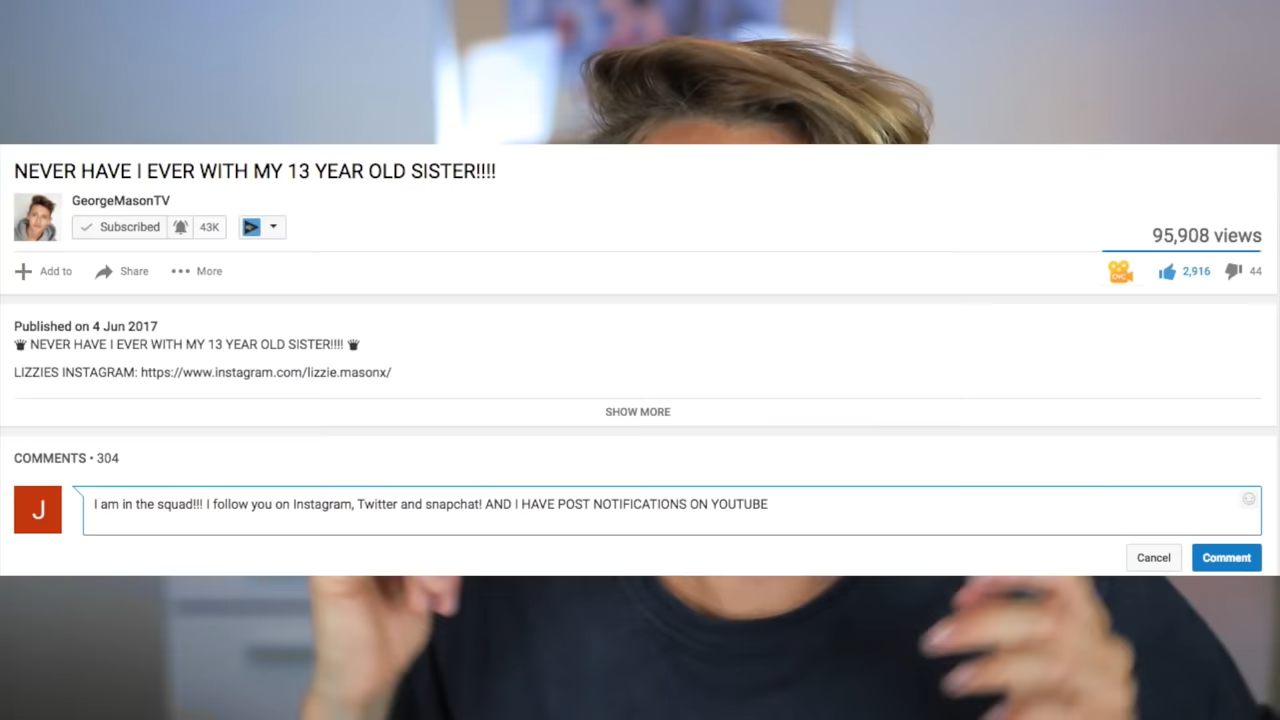 NEVER HAVE I EVER WITH MY 13 YEAR OLD SISTER!!!!
GeorgeMasonTV
Subscribed 43K
95,908 views
Add to Share More
CVC 2,916 44
Published on 4 Jun 2017
NEVER HAVE I EVER WITH MY 13 YEAR OLD SISTER!!!!
LIZZIES INSTAGRAM: https://www.instagram.com/lizzie.masonx/
SHOW MORE
COMMENTS • 304
J
I am in the squad!!! I follow you on Instagram, Twitter and snapchat! AND I HAVE POST NOTIFICATIONS ON YOUTUBE
Cancel Comment